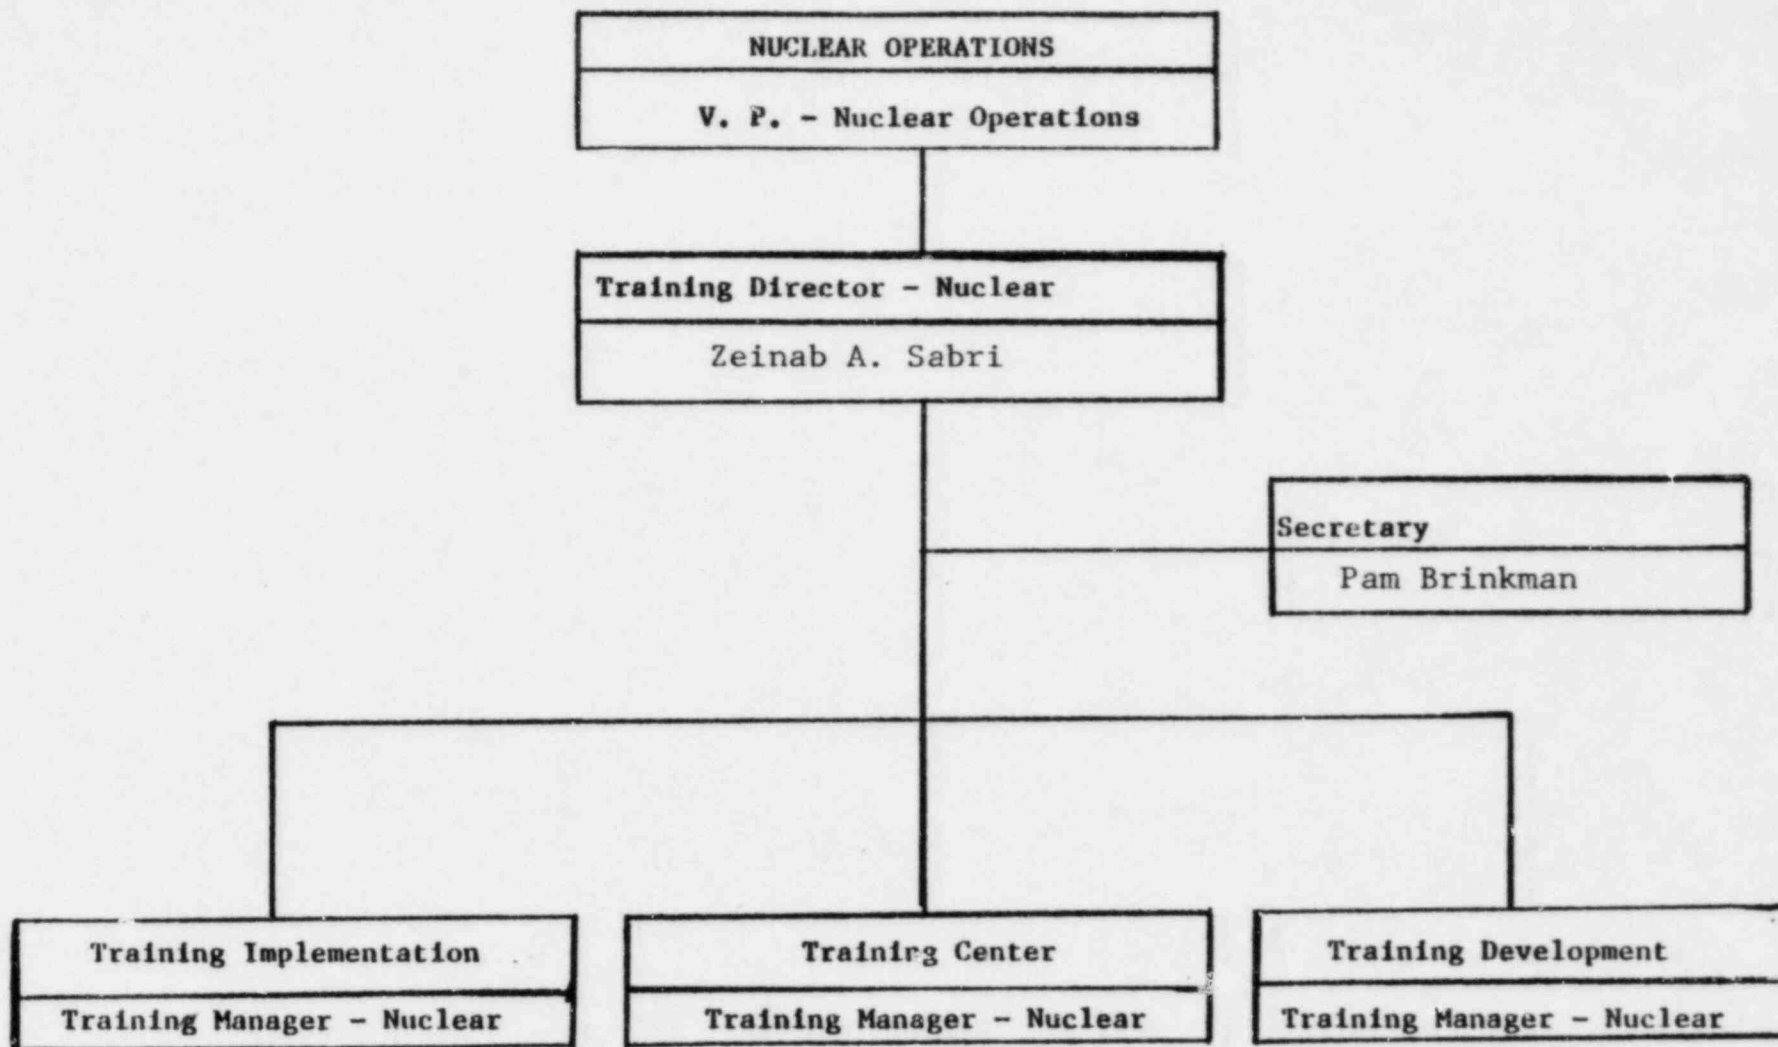 NUCLEAR OPERATIONS
V. P. - Nuclear Operations
Training Director - Nuclear
Zeinab A. Sabri
Secretary
Pam Brinkman
Training Implementation
Training Manager - Nuclear
Training Center
Training Manager - Nuclear
Training Development
Training Manager - Nuclear